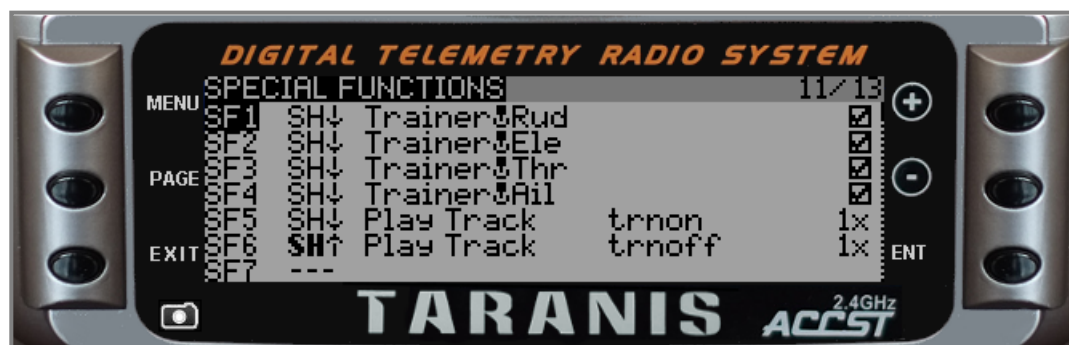 DIGITAL TELEMETRY RADIO SYSTEM
MENU
PAGE
EXIT
SPECIAL FUNCTIONS 11/13
SF1 SH↓ Trainer Rud
SF2 SH↓ Trainer Ele
SF3 SH↓ Trainer Thr
SF4 SH↓ Trainer Ail
SF5 SH↓ Play Track trnon 1x
SF6 SH↑ Play Track trnoff 1x
SF7 ---
+
-
ENT
TARANIS
2.4GHz
ACCST